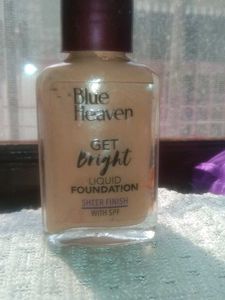 Blue
Heaven
GET
Bright
LIQUID
FOUNDATION
SHEER FINISH
WITH SPF